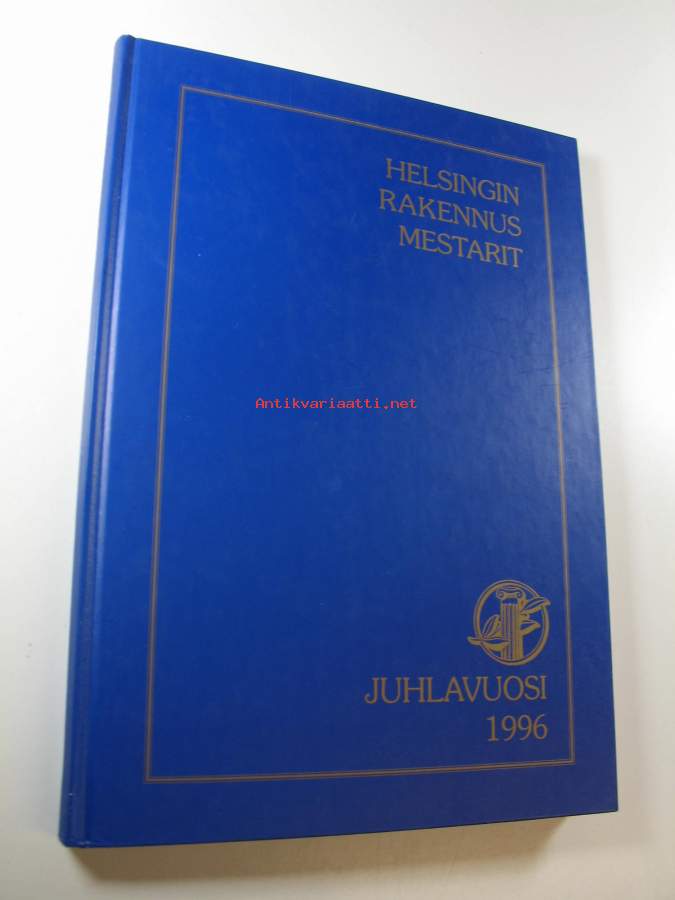 HELSINGIN
RAKENNUS
MESTARIT
Antikvariaatti.net
JUHLAVUOSI
1996